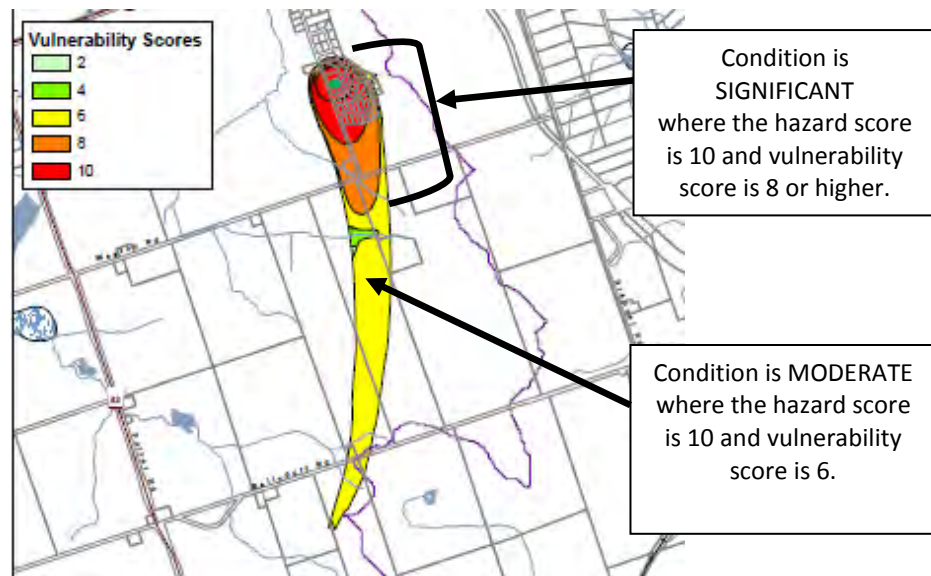 Vulnerability Scores
2
4
6
8
10
Condition is
SIGNIFICANT
where the hazard score
is 10 and vulnerability
score is 8 or higher.
Condition is MODERATE
where the hazard score
is 10 and vulnerability
score is 6.